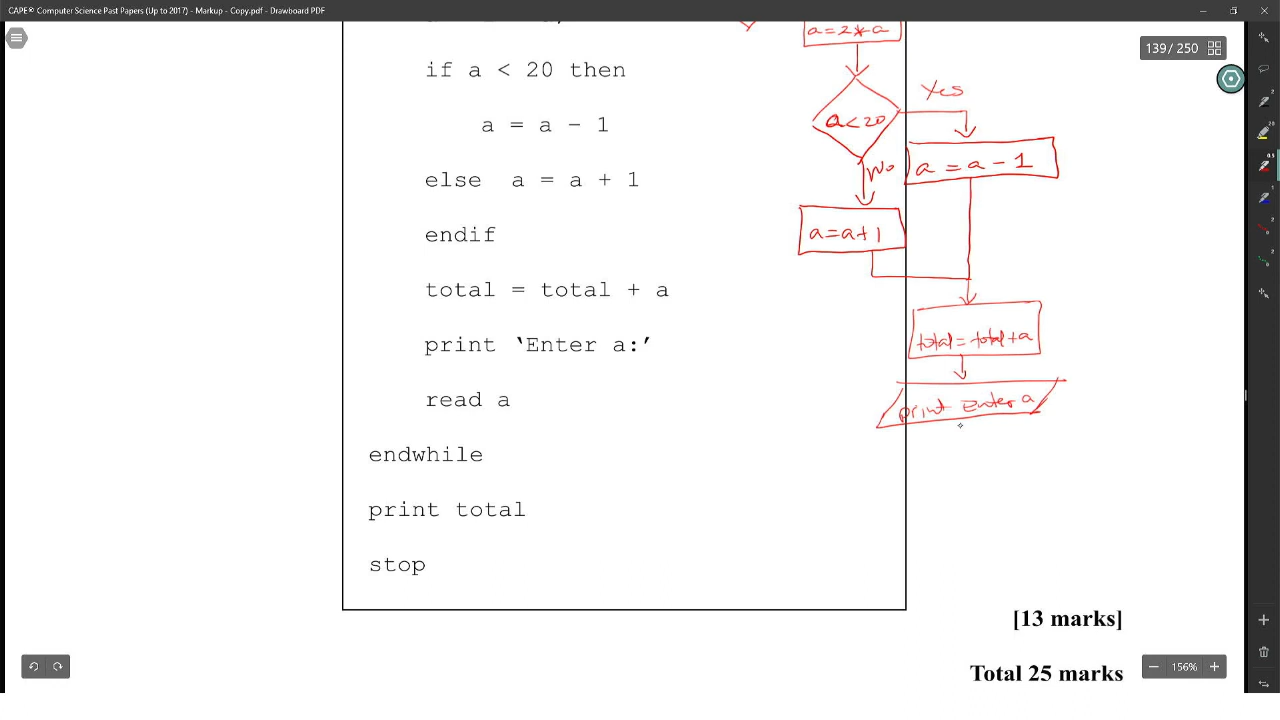 CAPE® Computer Science Past Papers (Up to 2017) - Markup - Copy.pdf - Drawboard PDF
139 / 250
a=2*a
if a < 20 then
Yes
a<20
a = a - 1
No
a = a - 1
else a = a + 1
a=a+1
endif
total = total + a
total=total+a
print ‘Enter a:’
print Enter a
read a
endwhile
print total
stop
[13 marks]
Total 25 marks
156%